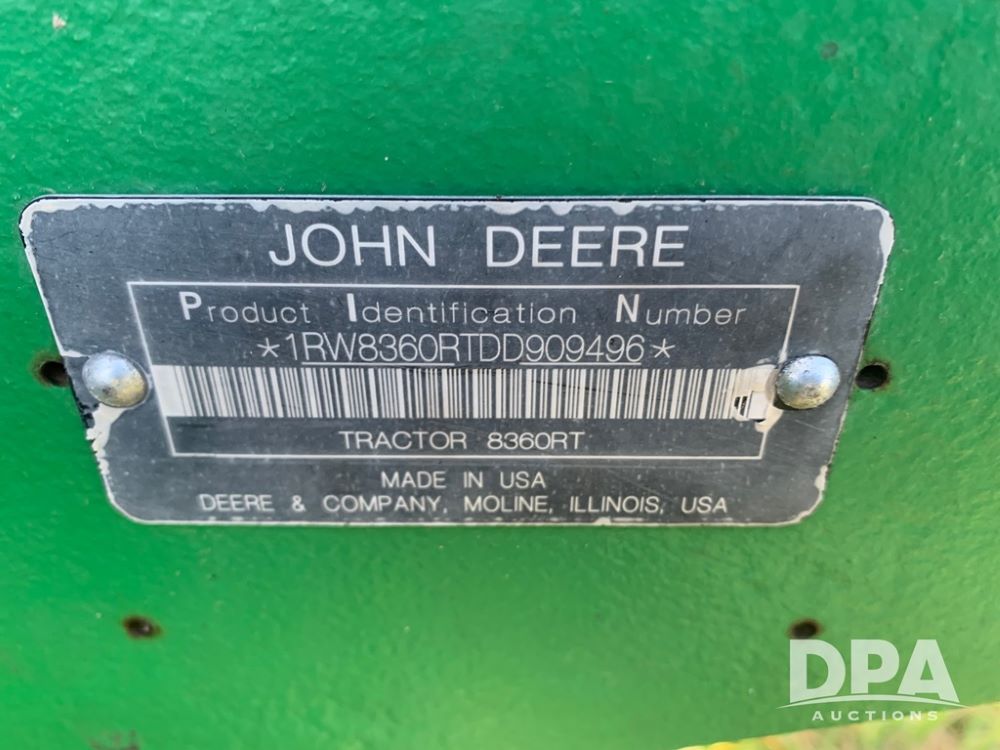 JOHN DEERE
Product Identification Number
*1RW8360RTDD909496*
TRACTOR 8360RT
MADE IN USA
DEERE & COMPANY, MOLINE, ILLINOIS, USA
DPA
AUCTIONS